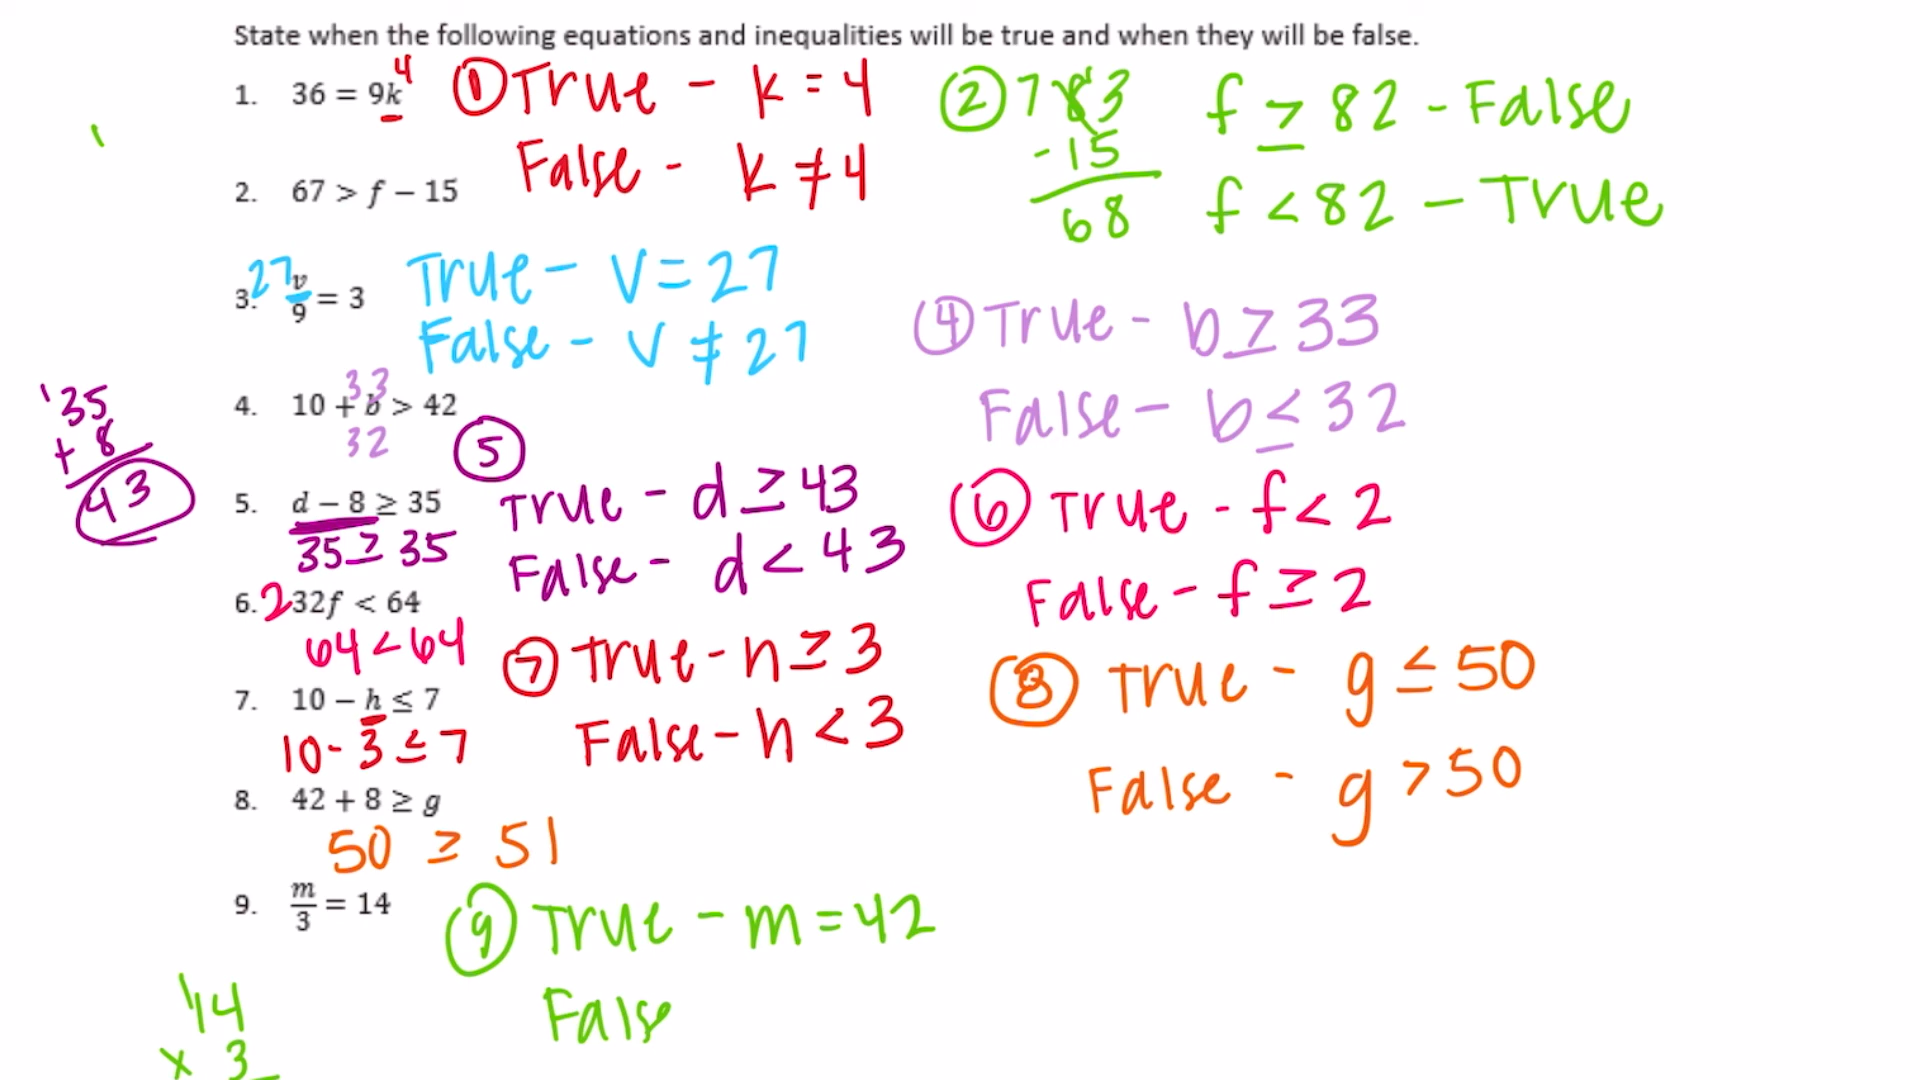 State when the following equations and inequalities will be true and when they will be false.
1. 36 = 9k
4
① True - k = 4
False - k ≠ 4
2. 67 > f − 15
② 7 83
- 15
68
f ≥ 82 - False
f < 82 - True
3. v/9 = 3
27
True - v = 27
False - v ≠ 27
4. 10 + b > 42
33
32
④ True - b ≥ 33
False - b ≤ 32
5. d − 8 ≥ 35
35 ≥ 35
1
35
+ 8
43
⑤
True - d ≥ 43
False - d < 43
6. 32f < 64
2
64 < 64
⑥ True - f < 2
False - f ≥ 2
7. 10 − h ≤ 7
10 - 3 ≤ 7
⑦ True - h ≥ 3
False - h < 3
8. 42 + 8 ≥ g
50 ≥ 51
⑧ True - g ≤ 50
False - g > 50
9. m/3 = 14
1
14
x 3
⑨ True - m = 42
False